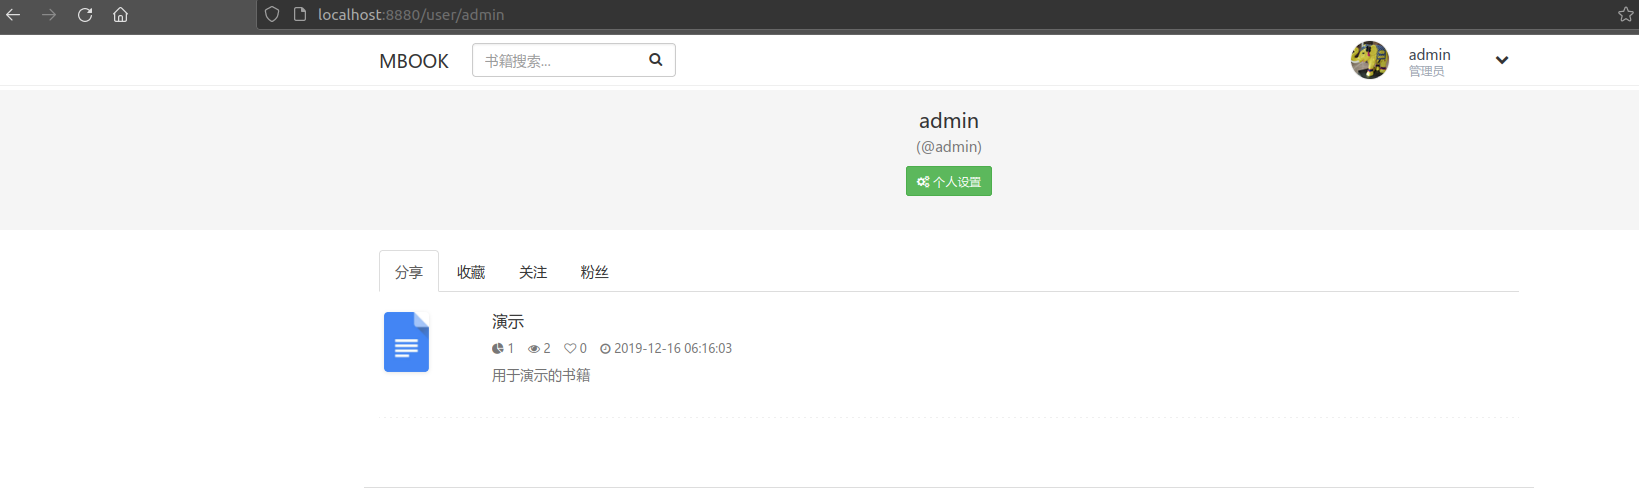 localhost:8880/user/admin
MBOOK
书籍搜索...
admin
管理员
admin
(@admin)
个人设置
分享 收藏 关注 粉丝
演示
1 2 0 2019-12-16 06:16:03
用于演示的书籍